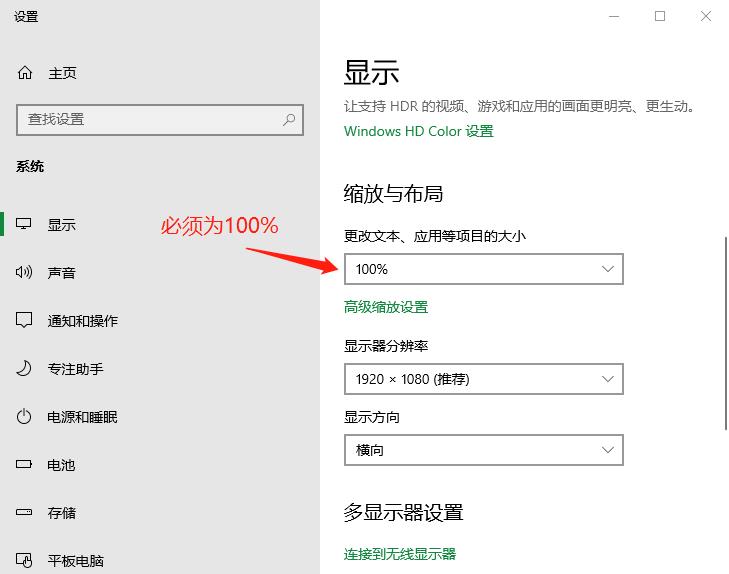 设置
主页
查找设置
系统
显示
声音
通知和操作
专注助手
电源和睡眠
电池
存储
平板电脑
必须为100%
显示
让支持 HDR 的视频、游戏和应用的画面更明亮、更生动。
Windows HD Color 设置
缩放与布局
更改文本、应用等项目的大小
100%
高级缩放设置
显示器分辨率
1920 × 1080 (推荐)
显示方向
横向
多显示器设置
连接到无线显示器